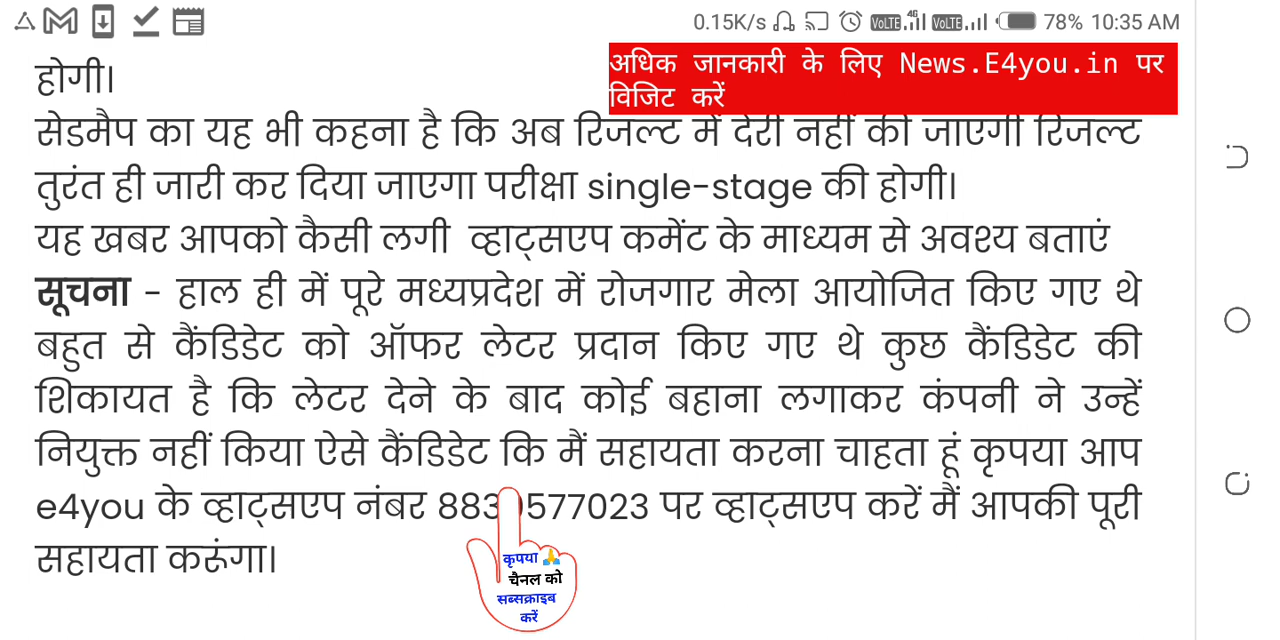 0.15K/s 4G VoLTE VoLTE 78% 10:35 AM
अधिक जानकारी के लिए News.E4you.in पर
विजिट करें
होगी।
सेडमैप का यह भी कहना है कि अब रिजल्ट में देरी नहीं की जाएगी रिजल्ट
तुरंत ही जारी कर दिया जाएगा परीक्षा single-stage की होगी।
यह खबर आपको कैसी लगी व्हाट्सएप कमेंट के माध्यम से अवश्य बताएं
सूचना - हाल ही में पूरे मध्यप्रदेश में रोजगार मेला आयोजित किए गए थे
बहुत से कैंडिडेट को ऑफर लेटर प्रदान किए गए थे कुछ कैंडिडेट की
शिकायत है कि लेटर देने के बाद कोई बहाना लगाकर कंपनी ने उन्हें
नियुक्त नहीं किया ऐसे कैंडिडेट कि मैं सहायता करना चाहता हूं कृपया आप
e4you के व्हाट्सएप नंबर पर व्हाट्सएप करें मैं आपकी पूरी
सहायता करूंगा।
कृपया 🙏
चैनल को
सब्सक्राइब
करें